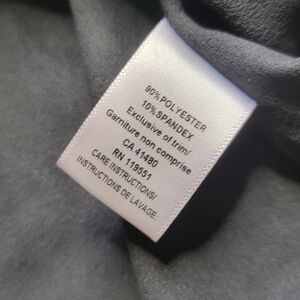 90% POLYESTER
10% SPANDEX
Exclusive of trim/
Garniture non comprise
CA 41480
RN 119551
CARE INSTRUCTIONS/
INSTRUCTIONS DE LAVAGE.